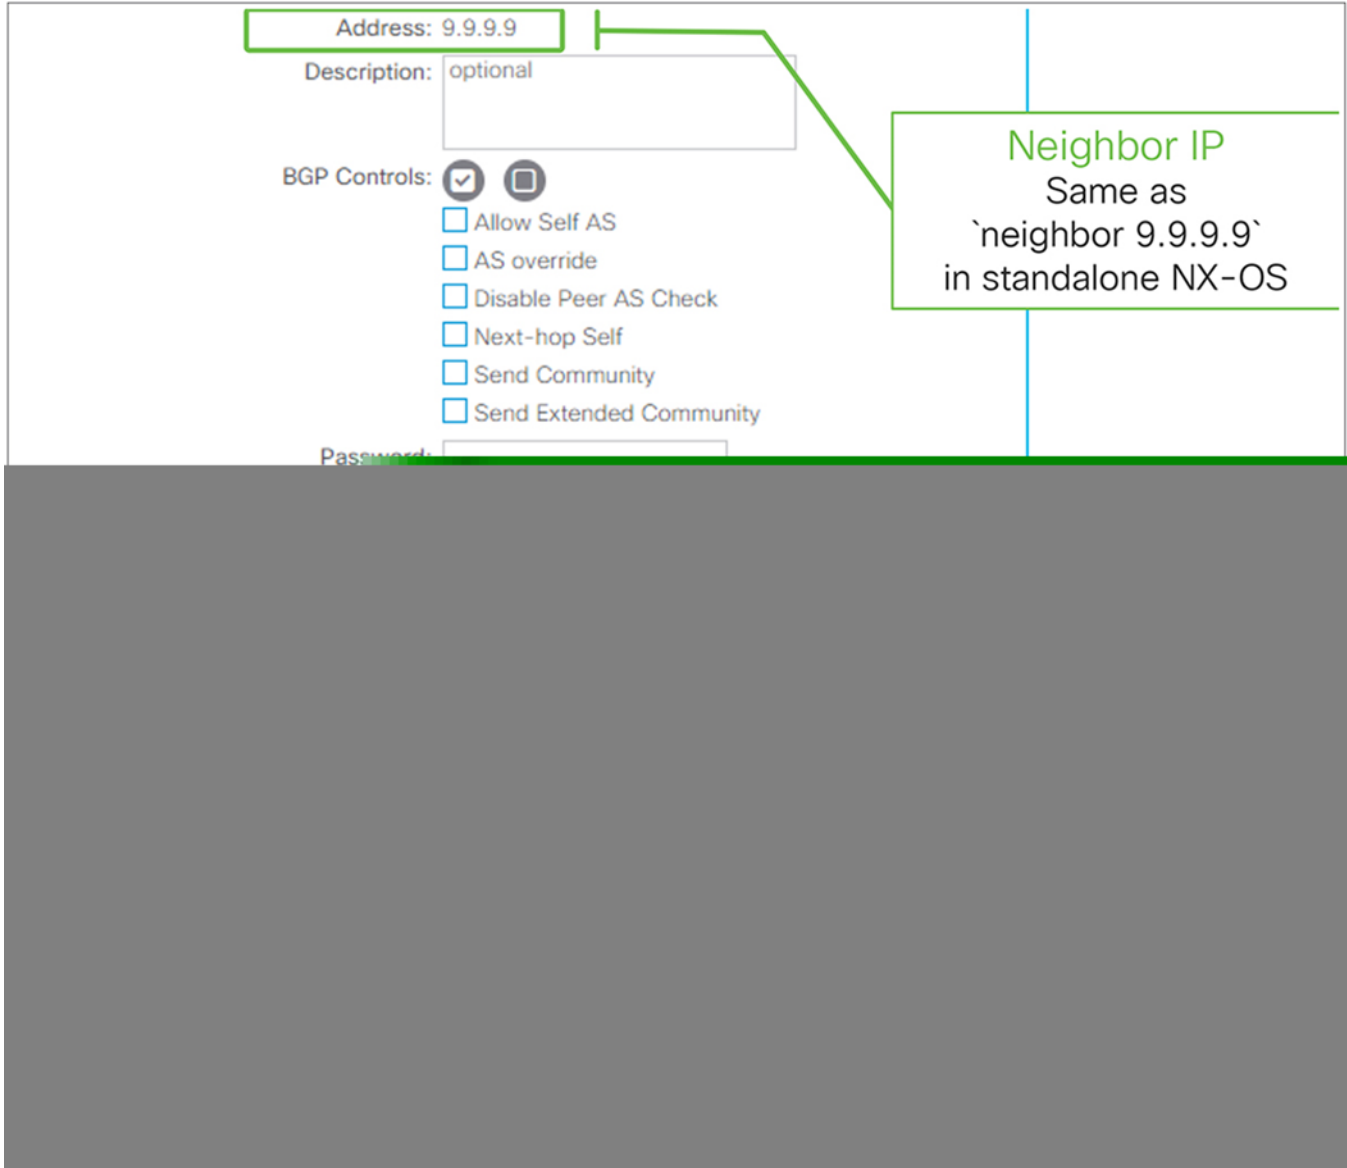 Address: 9.9.9.9
Description: optional
BGP Controls:
Allow Self AS
AS override
Disable Peer AS Check
Next-hop Self
Send Community
Send Extended Community
Password:
Neighbor IP
Same as
`neighbor 9.9.9.9`
in standalone NX-OS